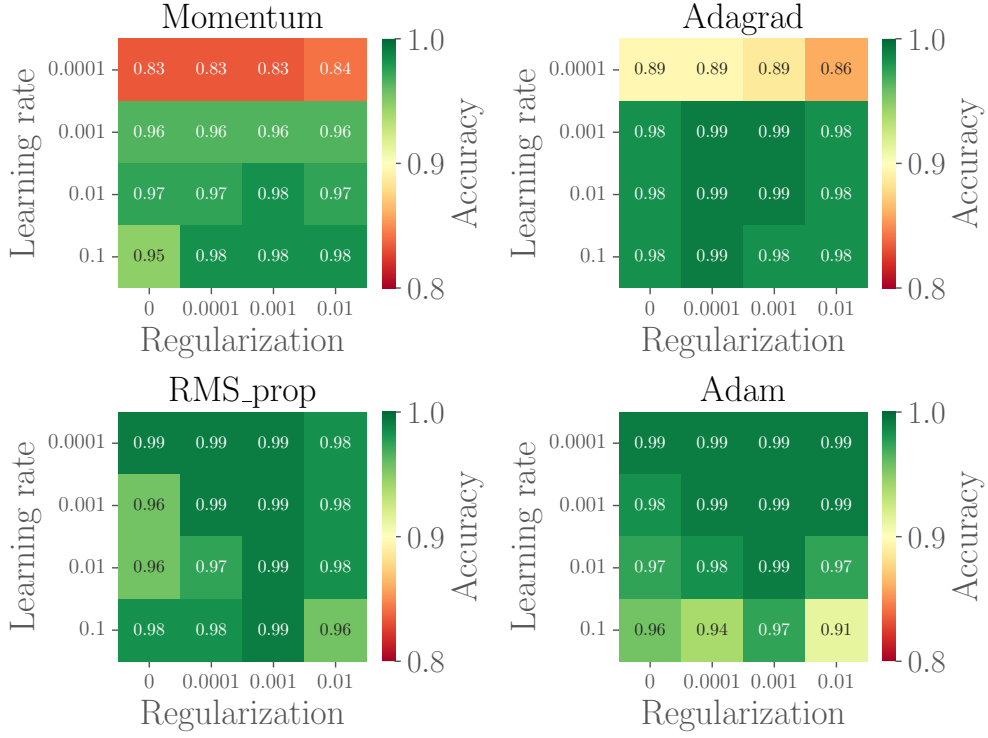 Momentum
Learning rate
0.0001 0.83 0.83 0.83 0.84
0.001 0.96 0.96 0.96 0.96
0.01 0.97 0.97 0.98 0.97
0.1 0.95 0.98 0.98 0.98
0 0.0001 0.001 0.01
Regularization
1.0
0.9
0.8
Accuracy
Adagrad
Learning rate
0.0001 0.89 0.89 0.89 0.86
0.001 0.98 0.99 0.99 0.98
0.01 0.98 0.99 0.99 0.98
0.1 0.98 0.99 0.98 0.98
0 0.0001 0.001 0.01
Regularization
1.0
0.9
0.8
Accuracy
RMS_prop
Learning rate
0.0001 0.99 0.99 0.99 0.98
0.001 0.96 0.99 0.99 0.98
0.01 0.96 0.97 0.99 0.98
0.1 0.98 0.98 0.99 0.96
0 0.0001 0.001 0.01
Regularization
1.0
0.9
0.8
Accuracy
Adam
Learning rate
0.0001 0.99 0.99 0.99 0.99
0.001 0.98 0.99 0.99 0.99
0.01 0.97 0.98 0.99 0.97
0.1 0.96 0.94 0.97 0.91
0 0.0001 0.001 0.01
Regularization
1.0
0.9
0.8
Accuracy